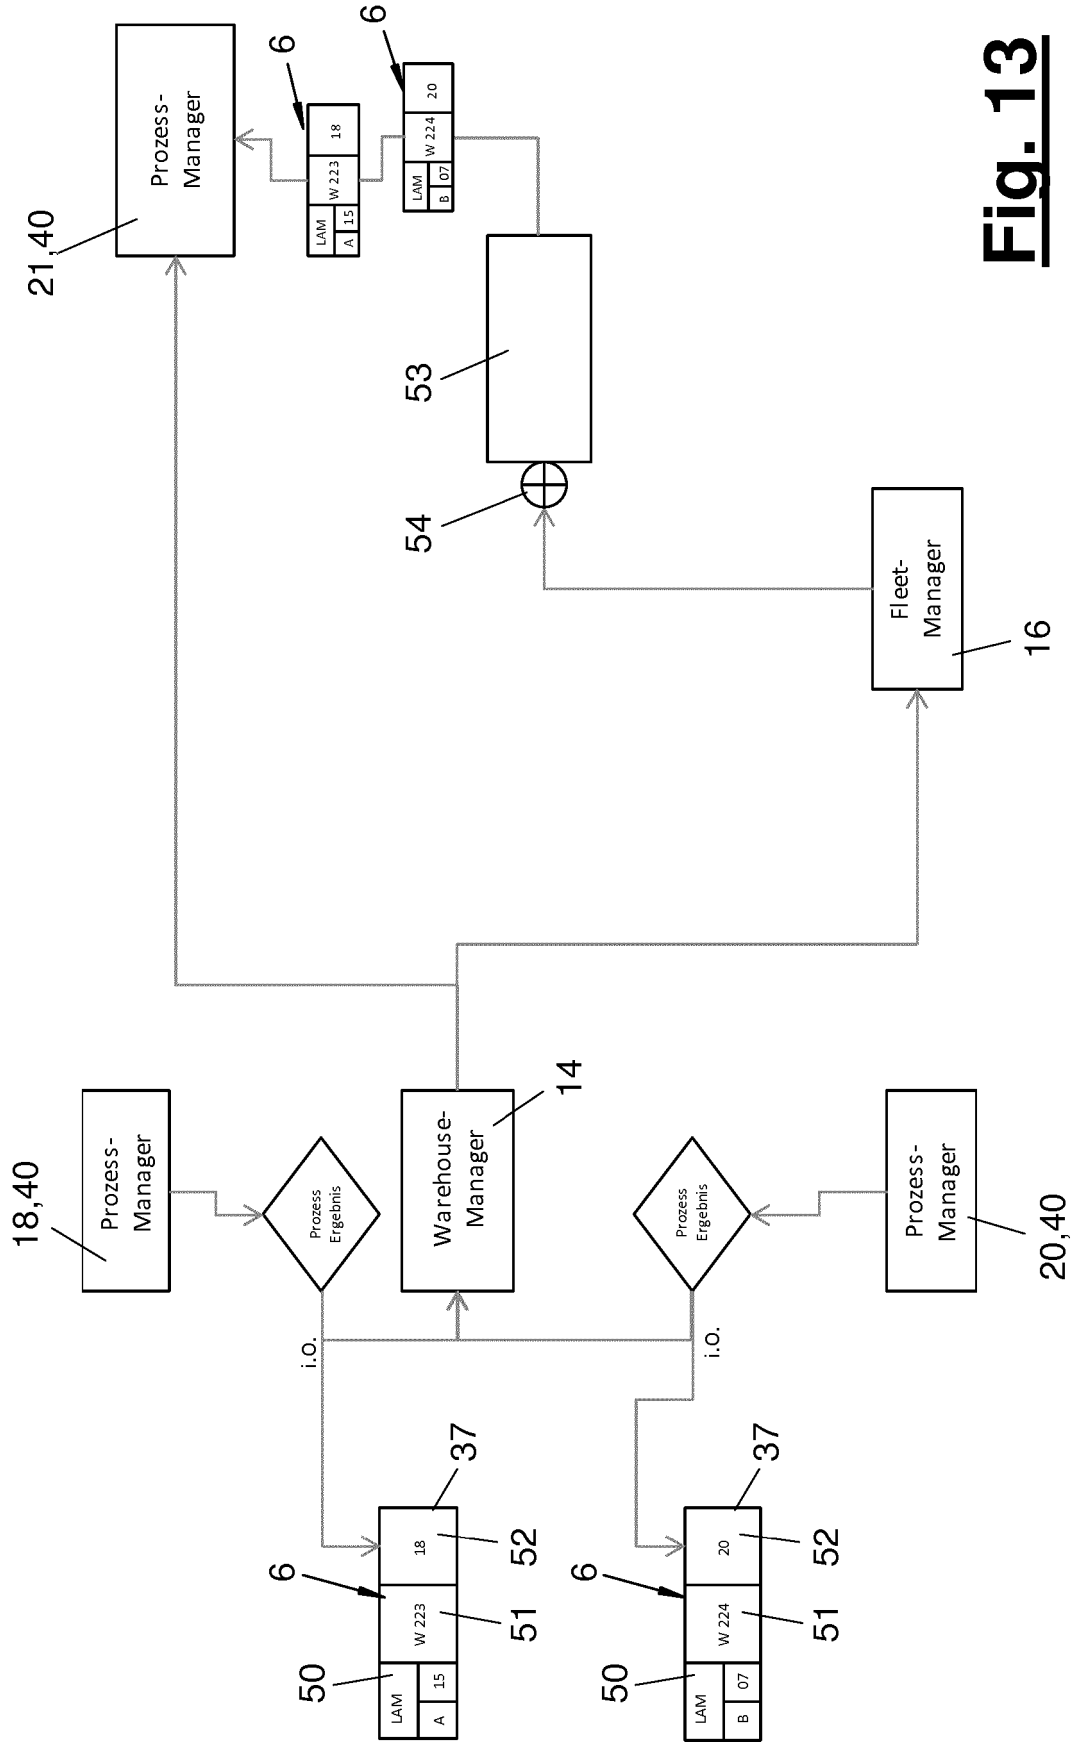 18,40
Prozess-
Manager
21,40
Prozess-
Manager
6
LAM
A
15
W 223
18
6
LAM
B
07
W 224
20
Prozess
Ergebnis
i.O.
Warehouse-
Manager
14
53
54
50
6
LAM
A
15
W 223
18
37
51
52
Prozess
Ergebnis
i.O.
50
6
LAM
B
07
W 224
20
37
51
52
Prozess-
Manager
20,40
Fleet-
Manager
16
Fig. 13